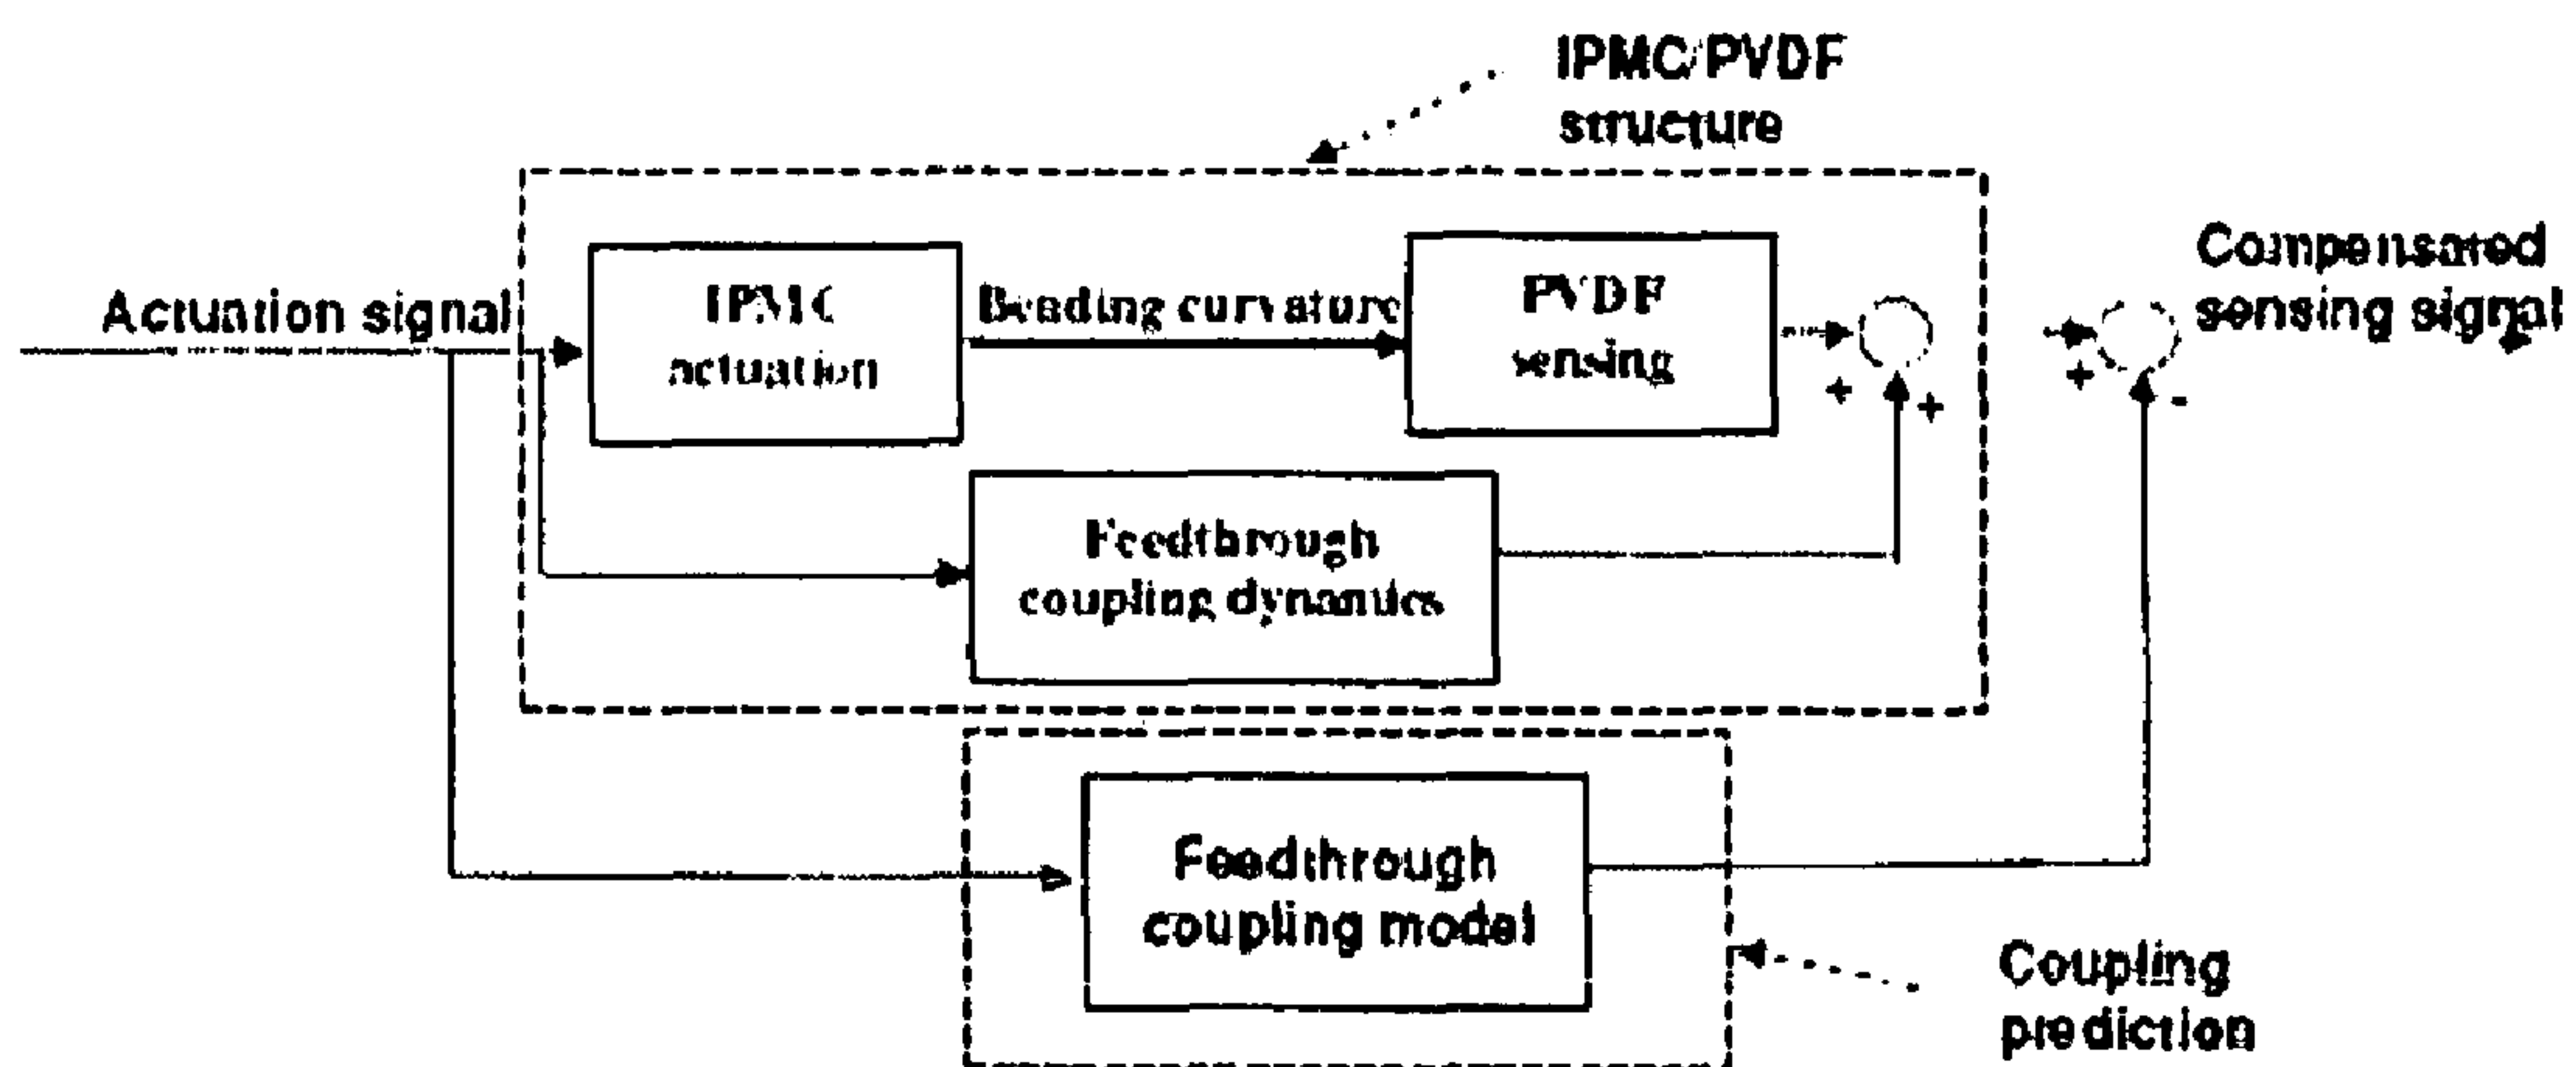 IPMC/PVDF
structure
Actuation signal
IPMC
actuation
Bending curvature
PVDF
sensing
+
+
+
-
Compensated
sensing signal
Feedthrough
coupling dynamics
Feedthrough
coupling model
Coupling
prediction